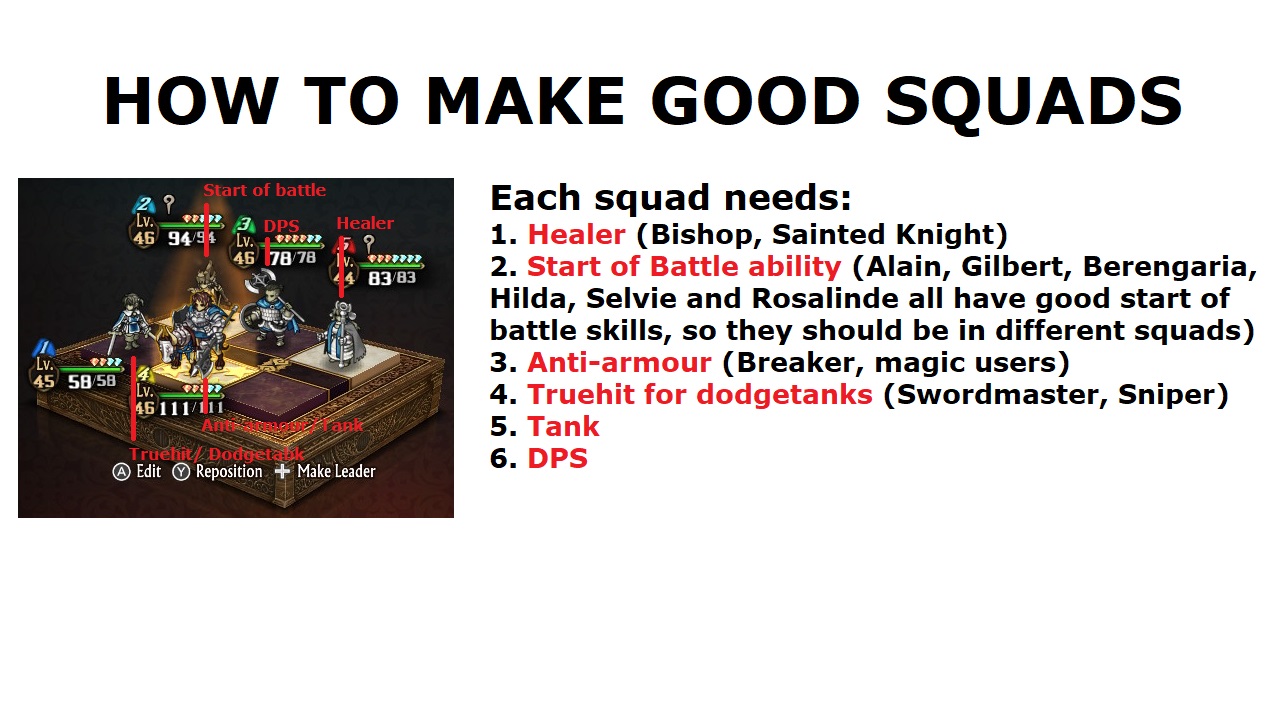 HOW TO MAKE GOOD SQUADS
Start of battle
2
Lv.
46
94/94
3
DPS
Lv.
46
78/78
Healer
5
Lv.
44
83/83
1
Lv.
45
58/58
4
Lv.
46
111/111
Anti-armour/Tank
Truehit/ Dodgetank
A Edit Y Reposition Make Leader
Each squad needs:
1. Healer (Bishop, Sainted Knight)
2. Start of Battle ability (Alain, Gilbert, Berengaria,
Hilda, Selvie and Rosalinde all have good start of
battle skills, so they should be in different squads)
3. Anti-armour (Breaker, magic users)
4. Truehit for dodgetanks (Swordmaster, Sniper)
5. Tank
6. DPS